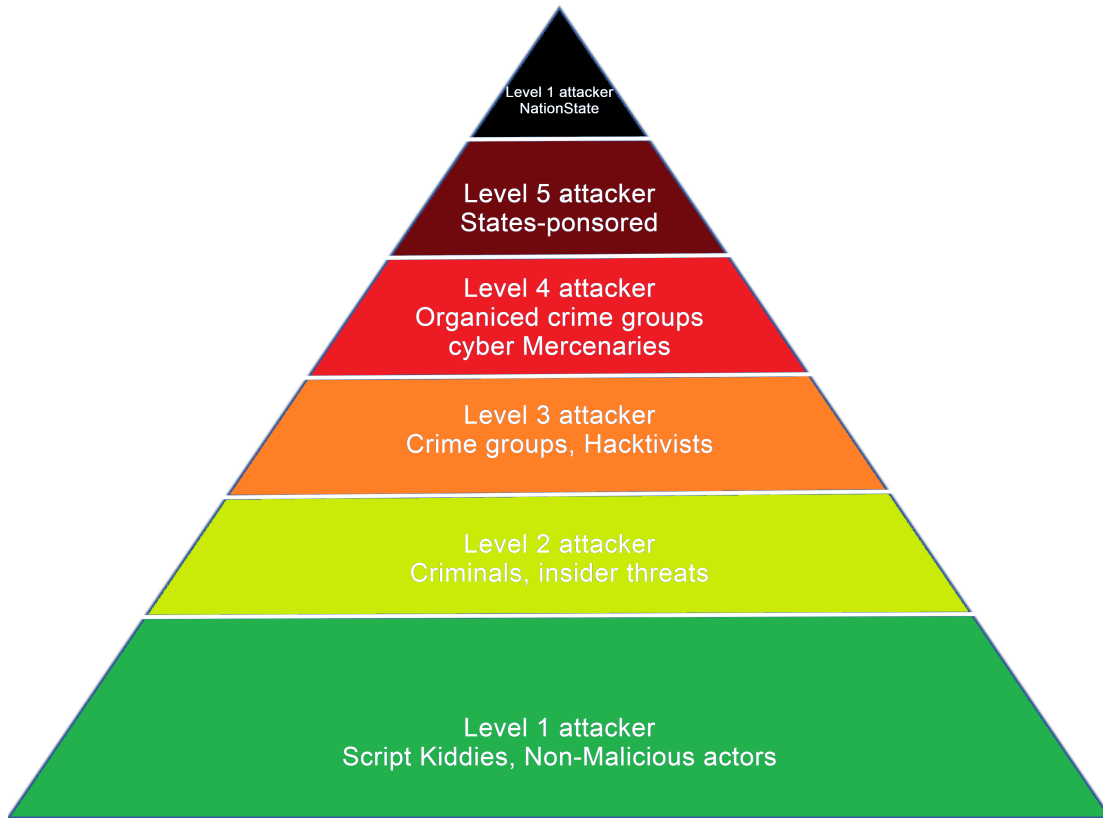 Level 1 attacker
NationState
Level 5 attacker
States-ponsored
Level 4 attacker
Organiced crime groups
cyber Mercenaries
Level 3 attacker
Crime groups, Hacktivists
Level 2 attacker
Criminals, insider threats
Level 1 attacker
Script Kiddies, Non-Malicious actors